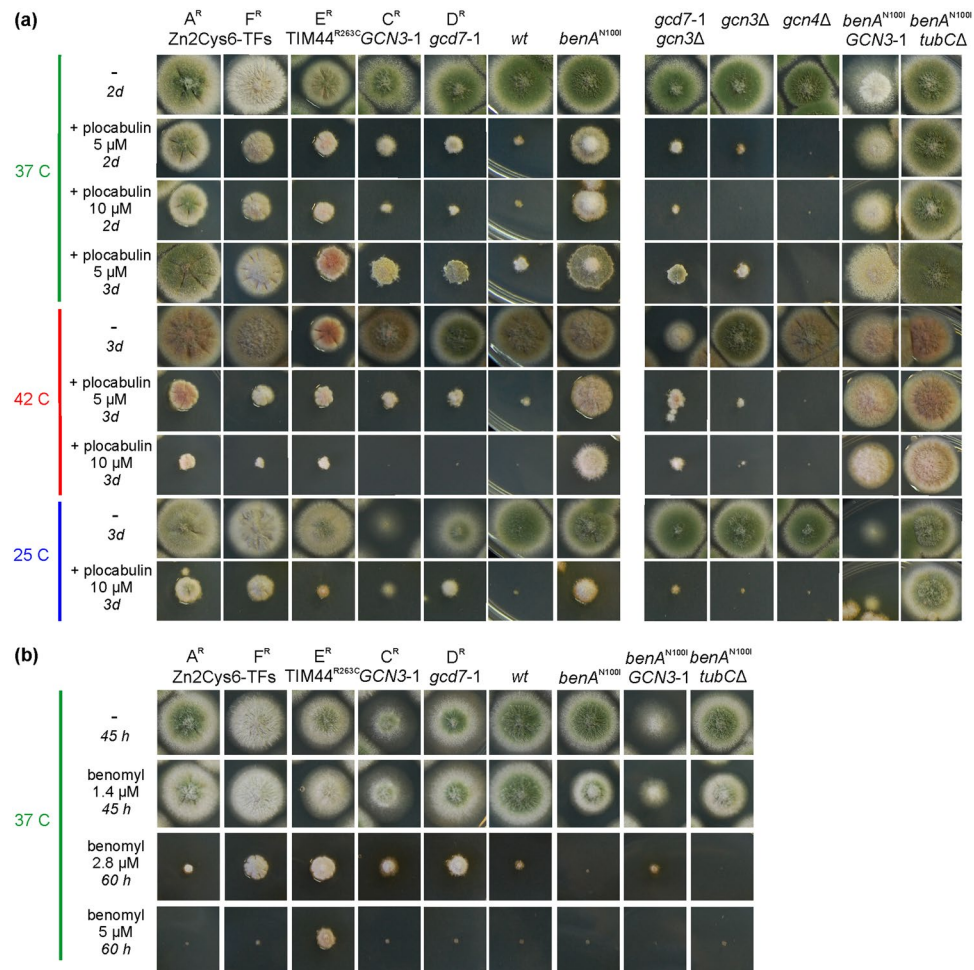 (a)
A^R F^R E^R C^R D^R gcd7-1 gcn3Δ gcn4Δ benA^N100I benA^N100I
Zn2Cys6-TFs TIM44^R263C GCN3-1 gcd7-1 wt benA^N100I gcn3Δ GCN3-1 tubCΔ
-
2d
+ plocabulin
5 µM
2d
37 C
+ plocabulin
10 µM
2d
+ plocabulin
5 µM
3d
-
3d
42 C
+ plocabulin
5 µM
3d
+ plocabulin
10 µM
3d
-
3d
25 C
+ plocabulin
10 µM
3d
(b)
A^R F^R E^R C^R D^R benA^N100I benA^N100I
Zn2Cys6-TFs TIM44^R263C GCN3-1 gcd7-1 wt benA^N100I GCN3-1 tubCΔ
-
45 h
benomyl
1.4 µM
45 h
37 C
benomyl
2.8 µM
60 h
benomyl
5 µM
60 h